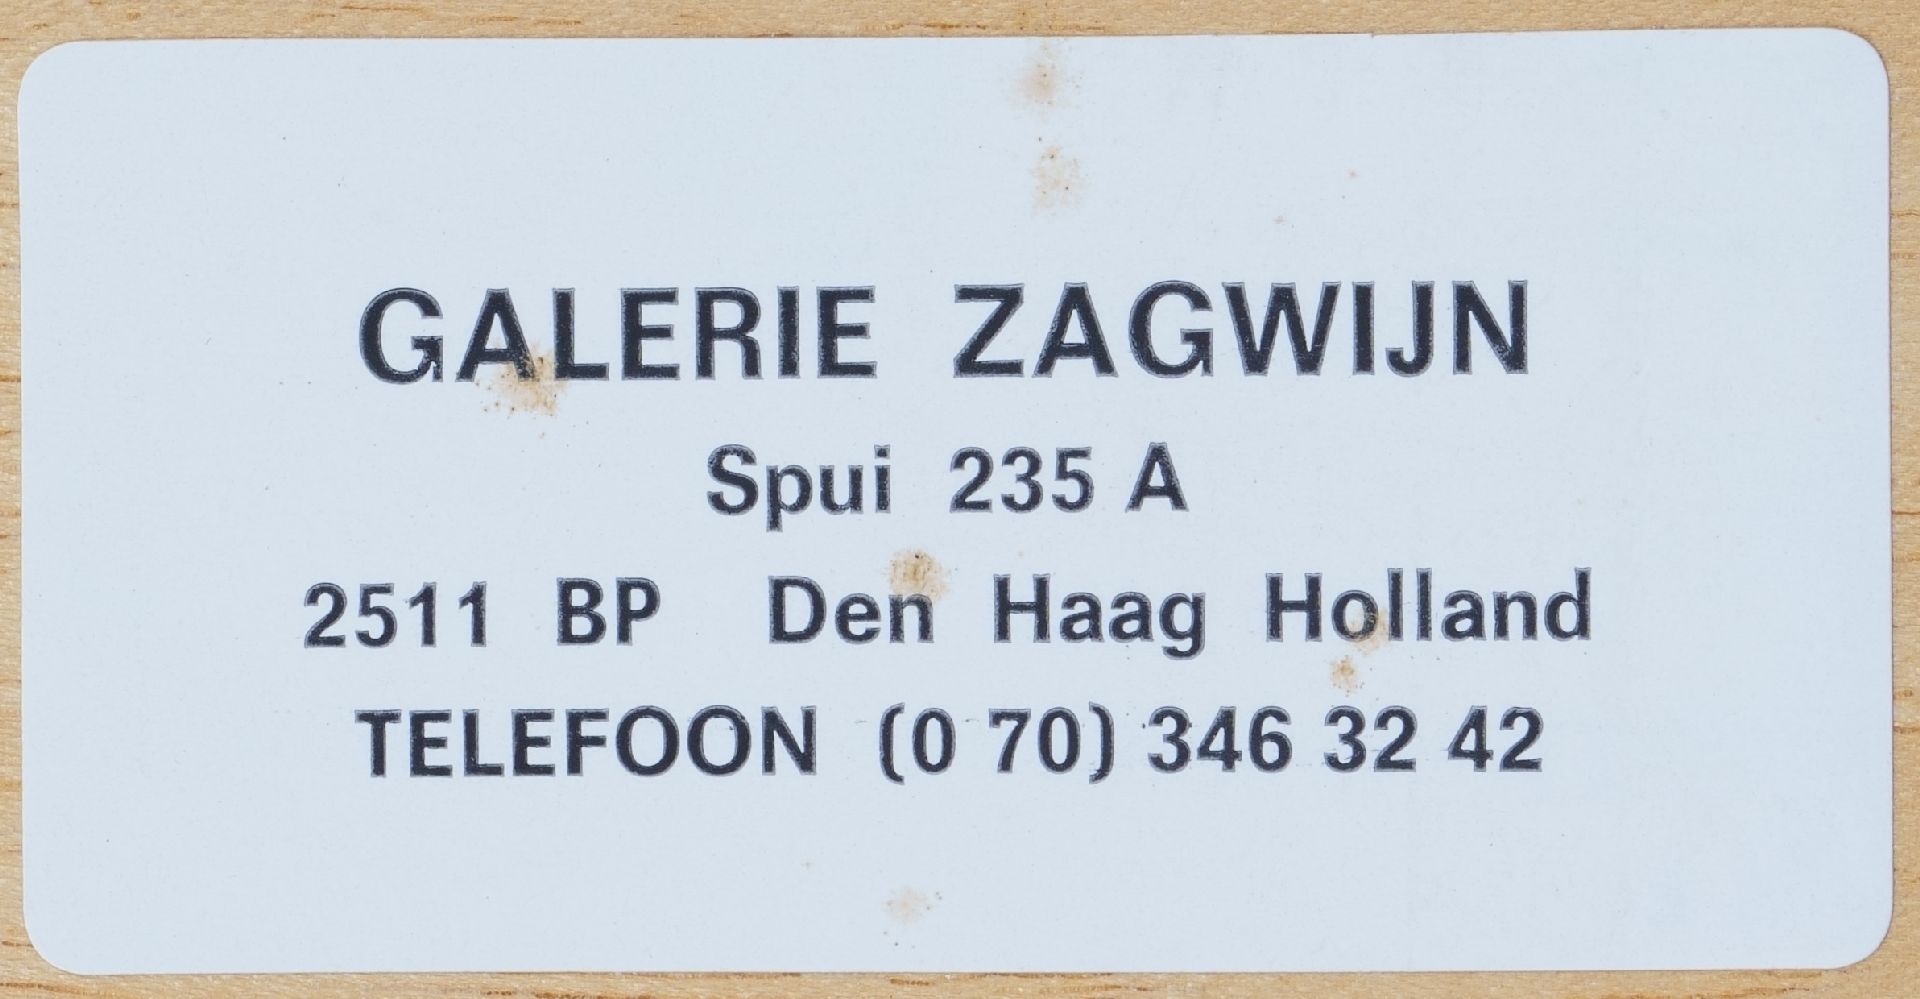 GALERIE ZAGWIJN
Spui 235 A
2511 BP Den Haag Holland
TELEFOON (0 70) 346 32 42